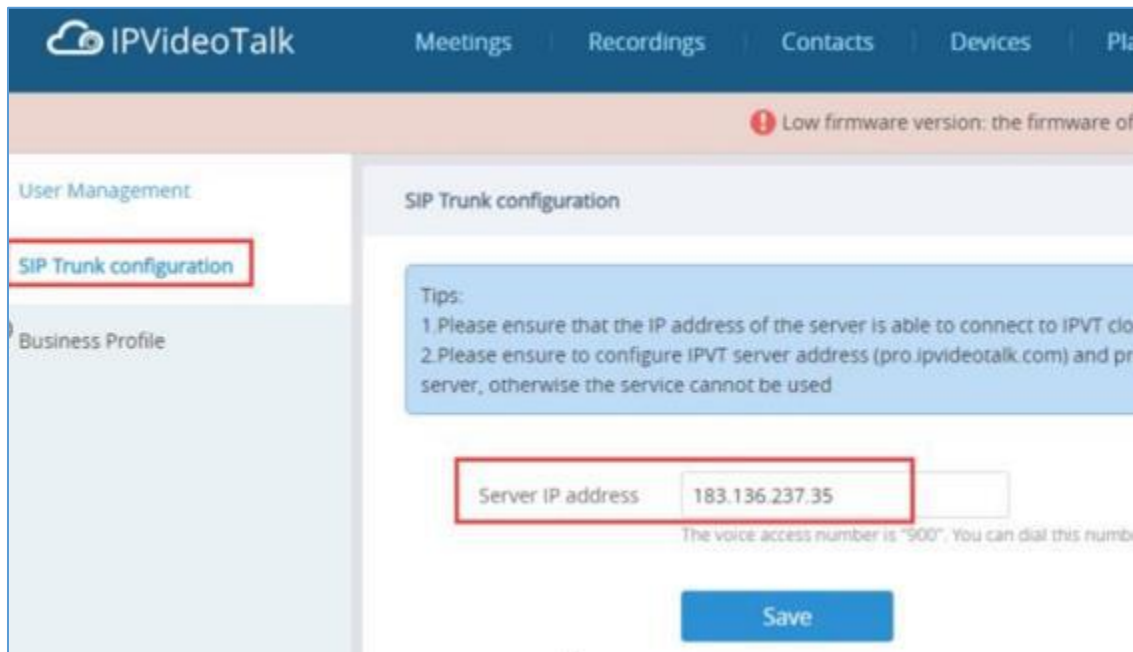 IPVideoTalk
Meetings Recordings Contacts Devices
Low firmware version: the firmware of
User Management
SIP Trunk configuration
SIP Trunk configuration
Business Profile
Tips:
1.Please ensure that the IP address of the server is able to connect to IPVT
2.Please ensure to configure IPVT server address (pro.ipvideotalk.com) and
server, otherwise the service cannot be used
Server IP address 183.136.237.35
The voice access number is "900". You can dial this
Save